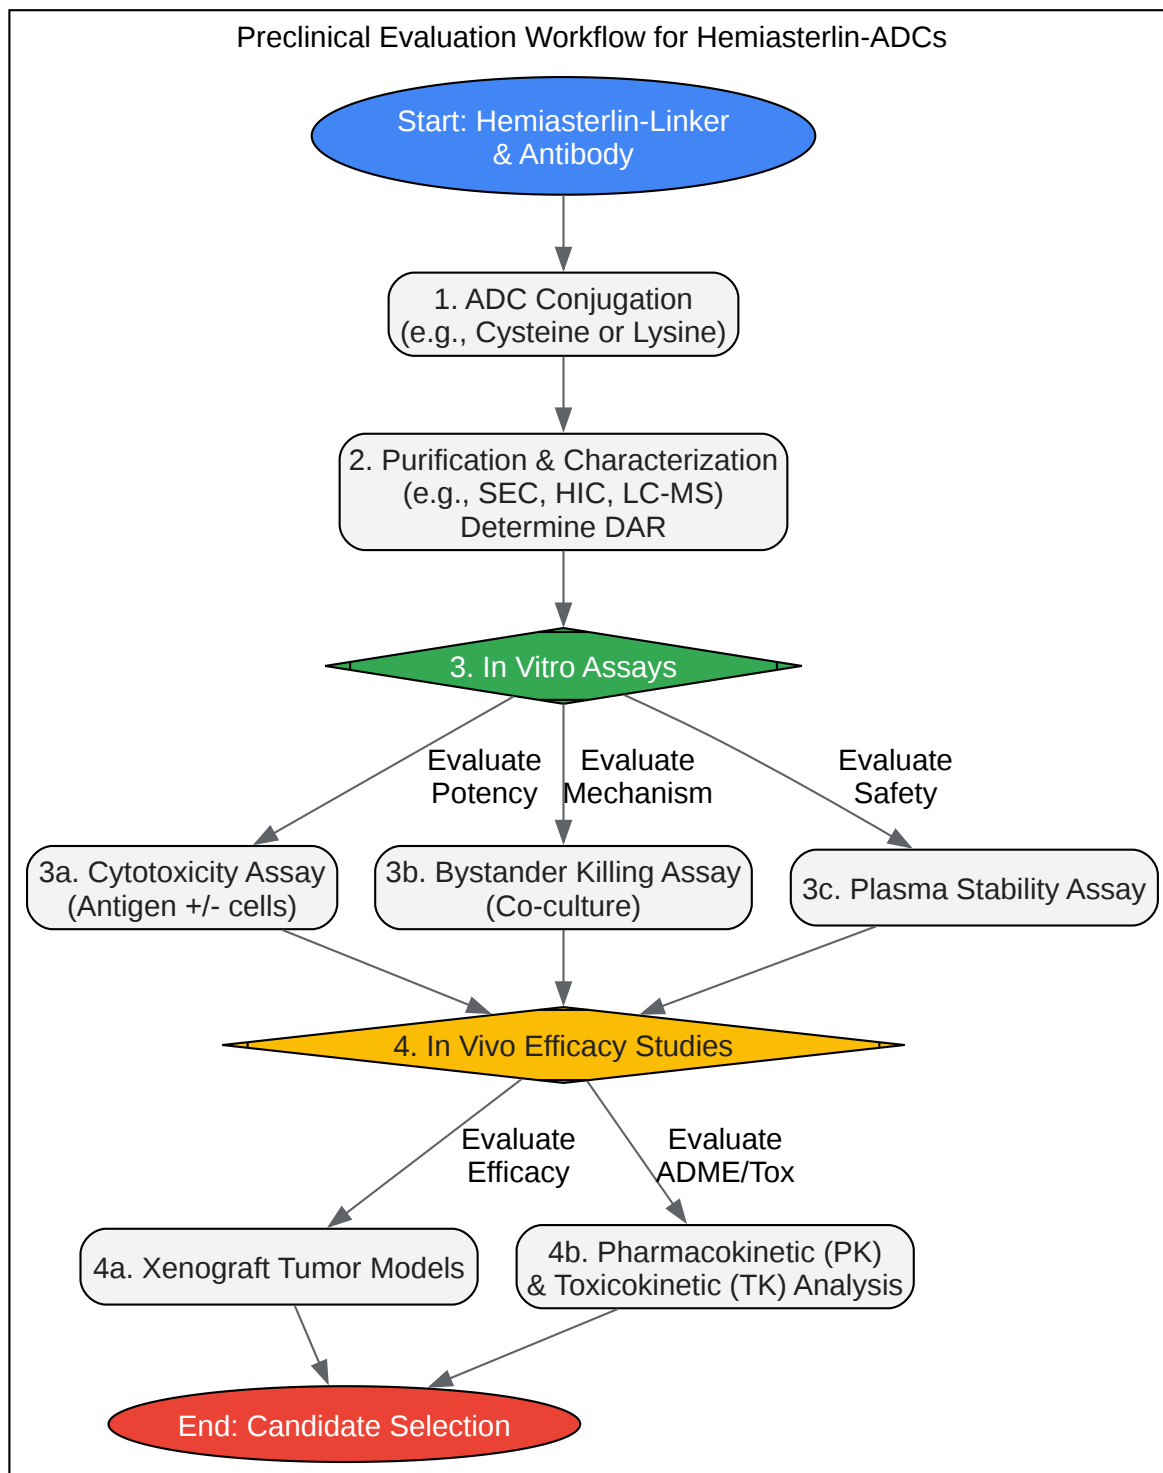 Preclinical Evaluation Workflow for Hemiasterlin-ADCs
Start: Hemiasterlin-Linker
& Antibody
1. ADC Conjugation
(e.g., Cysteine or Lysine)
2. Purification & Characterization
(e.g., SEC, HIC, LC-MS)
Determine DAR
3. In Vitro Assays
Evaluate
Potency
Evaluate
Mechanism
Evaluate
Safety
3a. Cytotoxicity Assay
(Antigen +/- cells)
3b. Bystander Killing Assay
(Co-culture)
3c. Plasma Stability Assay
4. In Vivo Efficacy Studies
Evaluate
Efficacy
Evaluate
ADME/Tox
4a. Xenograft Tumor Models
4b. Pharmacokinetic (PK)
& Toxicokinetic (TK) Analysis
End: Candidate Selection